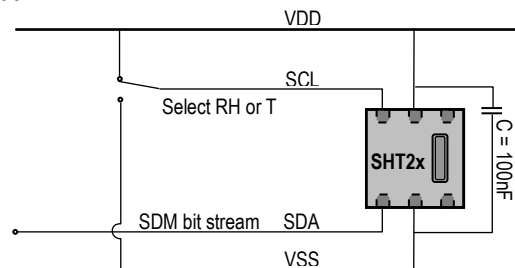 VDD
SCL
Select RH or T
SHT2x
C = 100nF
SDM bit stream SDA
VSS